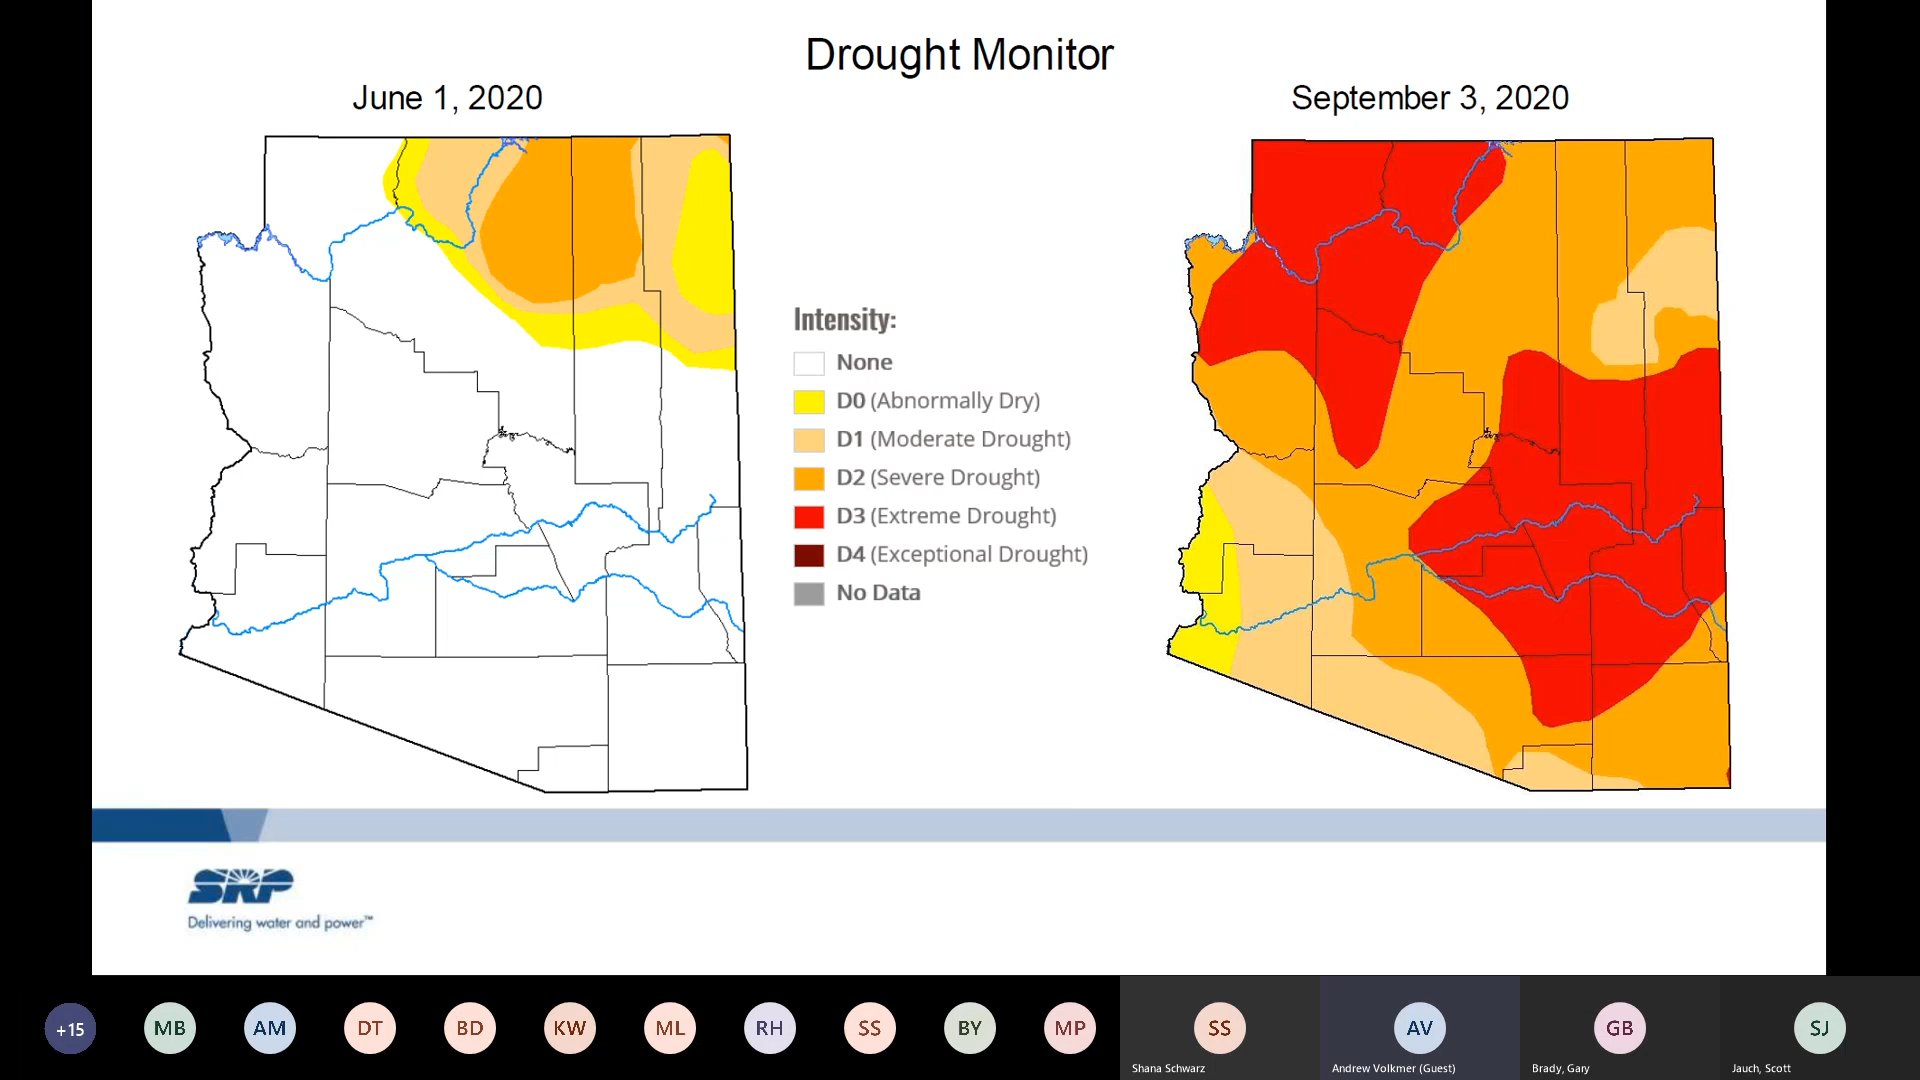 Drought Monitor
June 1, 2020
September 3, 2020
Intensity:
None
D0 (Abnormally Dry)
D1 (Moderate Drought)
D2 (Severe Drought)
D3 (Extreme Drought)
D4 (Exceptional Drought)
No Data
SRP
Delivering water and power™
+15
MB
AM
DT
BD
KW
ML
RH
SS
BY
MP
SS
AV
GB
SJ
Shana Schwarz
Andrew Volkmer (Guest)
Brady, Gary
Jauch, Scott